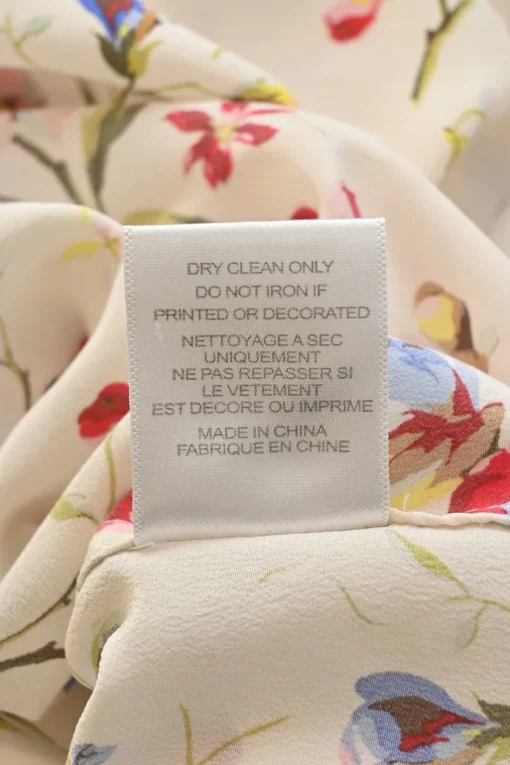 DRY CLEAN ONLY
DO NOT IRON IF
PRINTED OR DECORATED
NETTOYAGE A SEC
UNIQUEMENT
NE PAS REPASSER SI
LE VETEMENT
EST DECORE OU IMPRIME
MADE IN CHINA
FABRIQUE EN CHINE